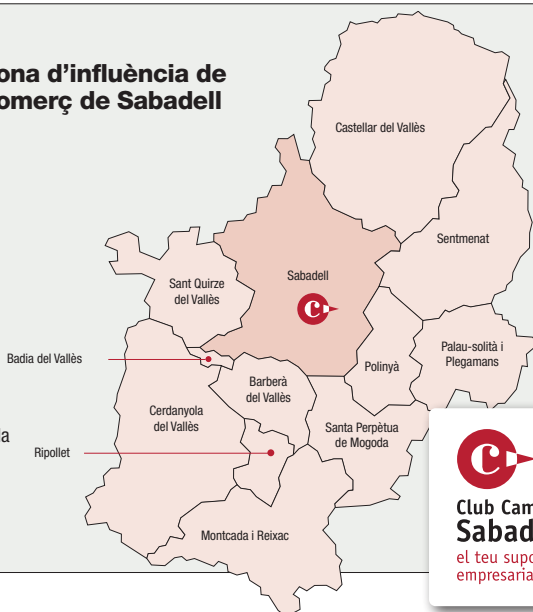 ona d'influència de
omerç de Sabadell
Castellar del Vallès
Sentmenat
Sabadell
Sant Quirze
del Vallès
Badia del Vallès
Palau-solità i
Plegamans
Polinyà
Barberà
del Vallès
Cerdanyola
del Vallès
Santa Perpètua
de Mogoda
la
Ripollet
Montcada i Reixac
Club Cam
Sabad
el teu supo
empresaria